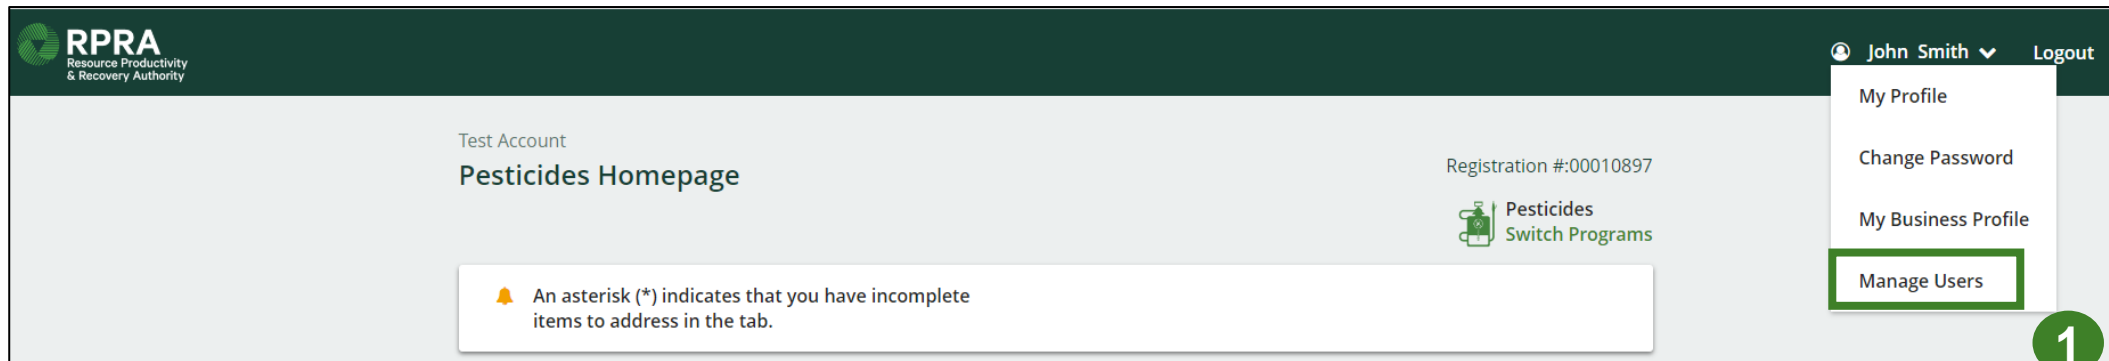 RPRA
Resource Productivity
& Recovery Authority
John Smith
Logout
My Profile
Change Password
My Business Profile
Manage Users
Test Account
Pesticides Homepage
Registration #:00010897
Pesticides
Switch Programs
An asterisk (*) indicates that you have incomplete
items to address in the tab.
1